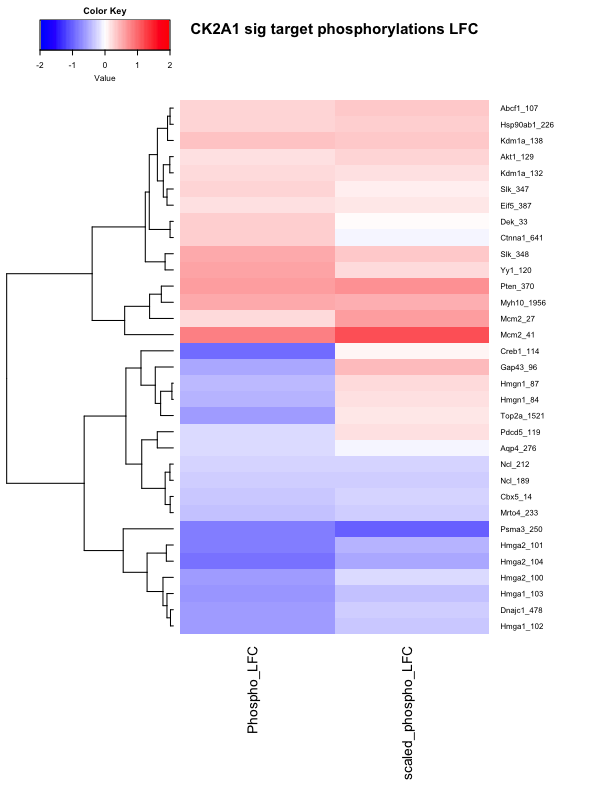 Color Key
CK2A1 sig target phosphorylations LFC
-2 -1 0 1 2
Value
Abcf1_107
Hsp90ab1_226
Kdm1a_138
Akt1_129
Kdm1a_132
Slk_347
Eif5_387
Dek_33
Ctnna1_641
Slk_348
Yy1_120
Pten_370
Myh10_1956
Mcm2_27
Mcm2_41
Creb1_114
Gap43_96
Hmgn1_87
Hmgn1_84
Top2a_1521
Pdcd5_119
Aqp4_276
Ncl_212
Ncl_189
Cbx5_14
Mrto4_233
Psma3_250
Hmga2_101
Hmga2_104
Hmga2_100
Hmga1_103
Dnajc1_478
Hmga1_102
Phospho_LFC
scaled_phospho_LFC